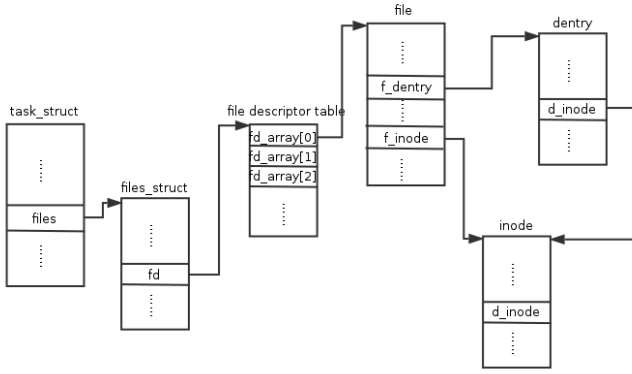 task_struct
files
files_struct
fd
file descriptor table
fd_array[0]
fd_array[1]
fd_array[2]
file
f_dentry
f_inode
dentry
d_inode
inode
d_inode